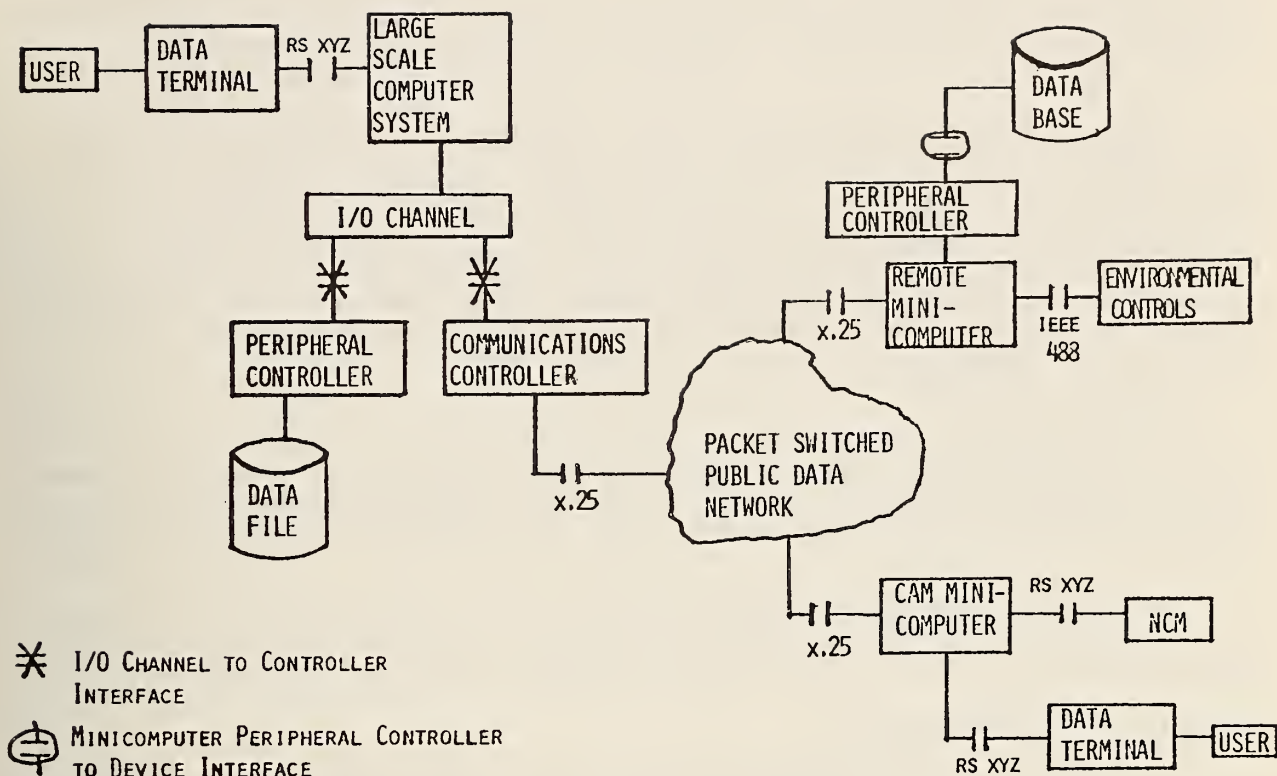 USER
DATA
TERMINAL
RS XYZ
LARGE
SCALE
COMPUTER
SYSTEM
I/O CHANNEL
PERIPHERAL
CONTROLLER
COMMUNICATIONS
CONTROLLER
DATA
FILE
X.25
DATA
BASE
PERIPHERAL
CONTROLLER
REMOTE
MINI-
COMPUTER
X.25
IEEE
488
ENVIRONMENTAL
CONTROLS
PACKET SWITCHED
PUBLIC DATA
NETWORK
X.25
CAM MINI-
COMPUTER
RS XYZ
NCM
RS XYZ
DATA
TERMINAL
USER
I/O CHANNEL TO CONTROLLER
INTERFACE
MINICOMPUTER PERIPHERAL CONTROLLER
TO DEVICE INTERFACE